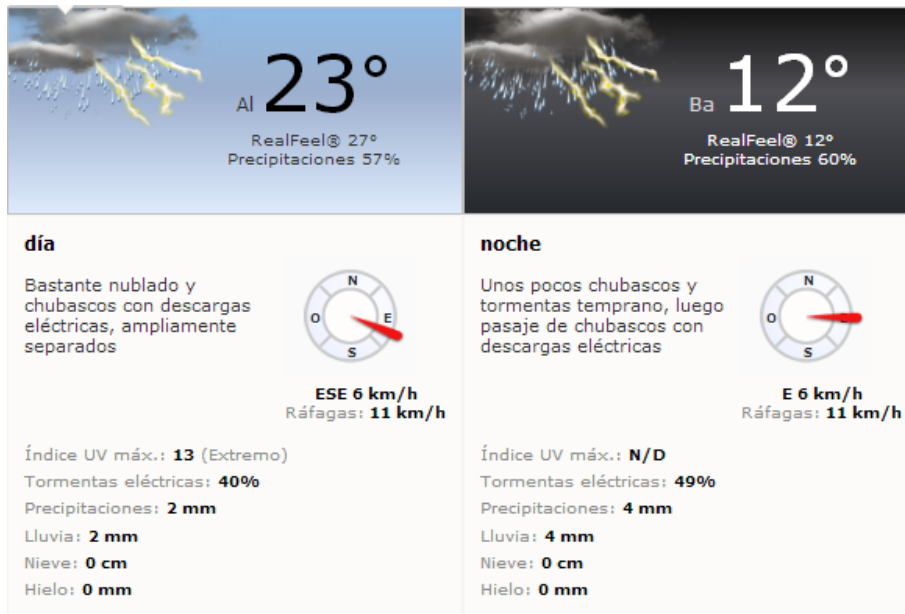 Al 23°
RealFeel® 27°
Precipitaciones 57%
Ba 12°
RealFeel® 12°
Precipitaciones 60%
día
Bastante nublado y
chubascos con descargas
eléctricas, ampliamente
separados
N
O E
S
ESE 6 km/h
Ráfagas: 11 km/h
Índice UV máx.: 13 (Extremo)
Tormentas eléctricas: 40%
Precipitaciones: 2 mm
Lluvia: 2 mm
Nieve: 0 cm
Hielo: 0 mm
noche
Unos pocos chubascos y
tormentas temprano, luego
pasaje de chubascos con
descargas eléctricas
N
O
S
E 6 km/h
Ráfagas: 11 km/h
Índice UV máx.: N/D
Tormentas eléctricas: 49%
Precipitaciones: 4 mm
Lluvia: 4 mm
Nieve: 0 cm
Hielo: 0 mm